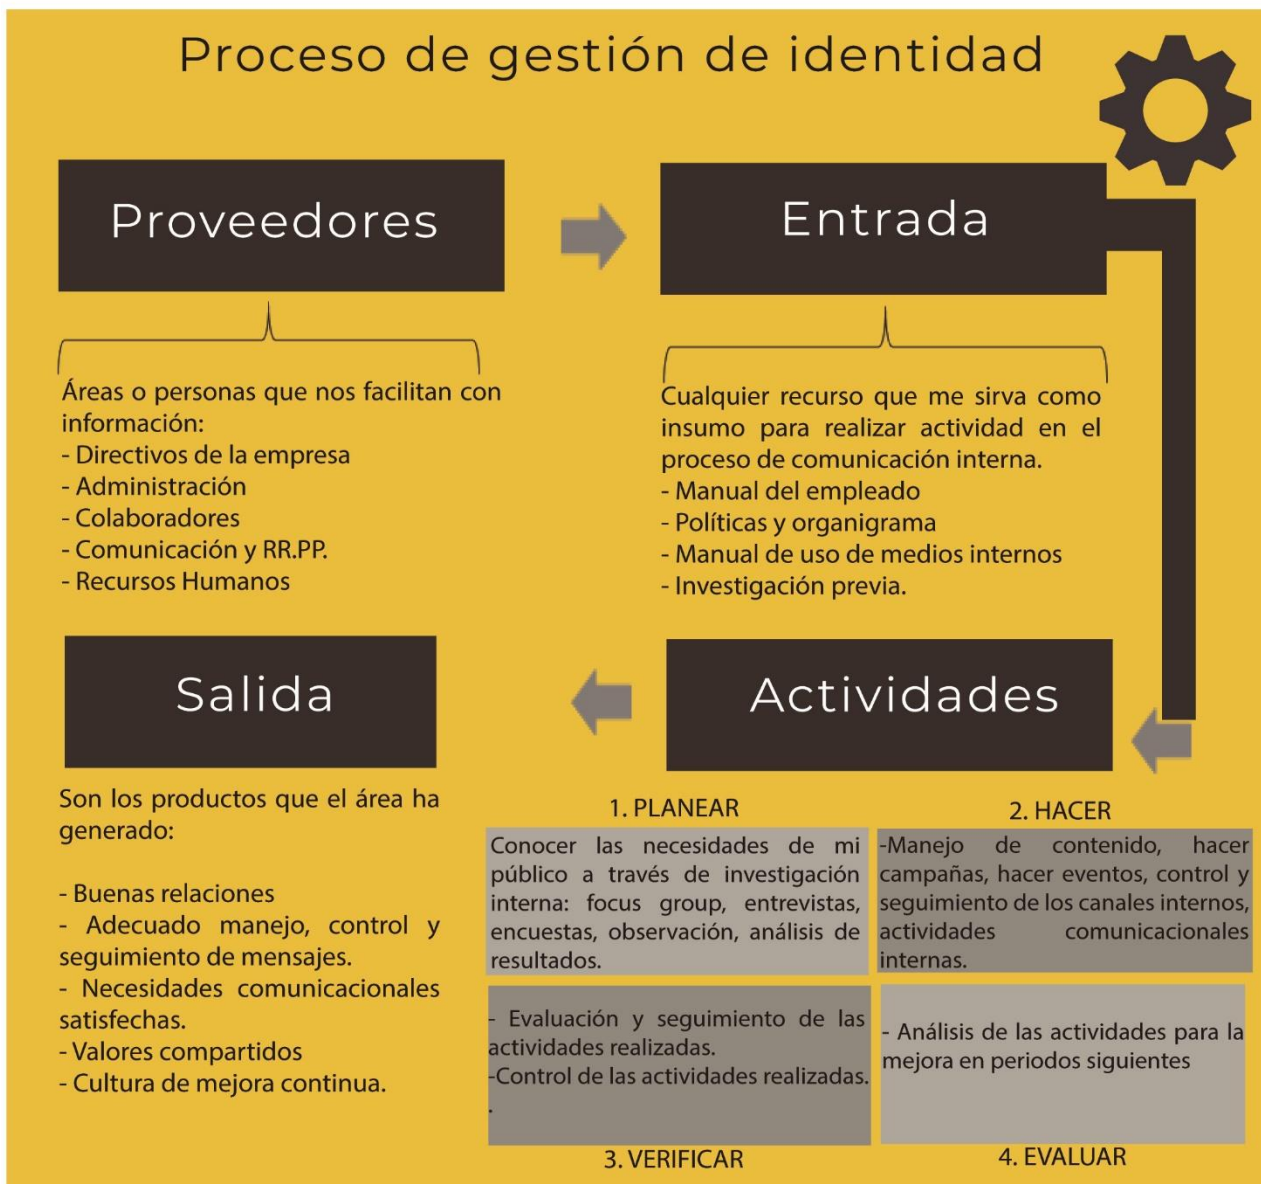 Proceso de gestión de identidad
Proveedores
Entrada
Áreas o personas que nos facilitan con
información:
- Directivos de la empresa
- Administración
- Colaboradores
- Comunicación y RR.PP.
- Recursos Humanos
Cualquier recurso que me sirva como
insumo para realizar actividad en el
proceso de comunicación interna.
- Manual del empleado
- Políticas y organigrama
- Manual de uso de medios internos
- Investigación previa.
Actividades
1. PLANEAR
Conocer las necesidades de mi
público a través de investigación
interna: focus group, entrevistas,
encuestas, observación, análisis de
resultados.
2. HACER
-Manejo de contenido, hacer
campañas, hacer eventos, control y
seguimiento de los canales internos,
actividades comunicacionales
internas.
- Evaluación y seguimiento de las
actividades realizadas.
-Control de las actividades realizadas.
.
3. VERIFICAR
- Análisis de las actividades para la
mejora en periodos siguientes
4. EVALUAR
Salida
Son los productos que el área ha
generado:
- Buenas relaciones
- Adecuado manejo, control y
seguimiento de mensajes.
- Necesidades comunicacionales
satisfechas.
- Valores compartidos
- Cultura de mejora continua.